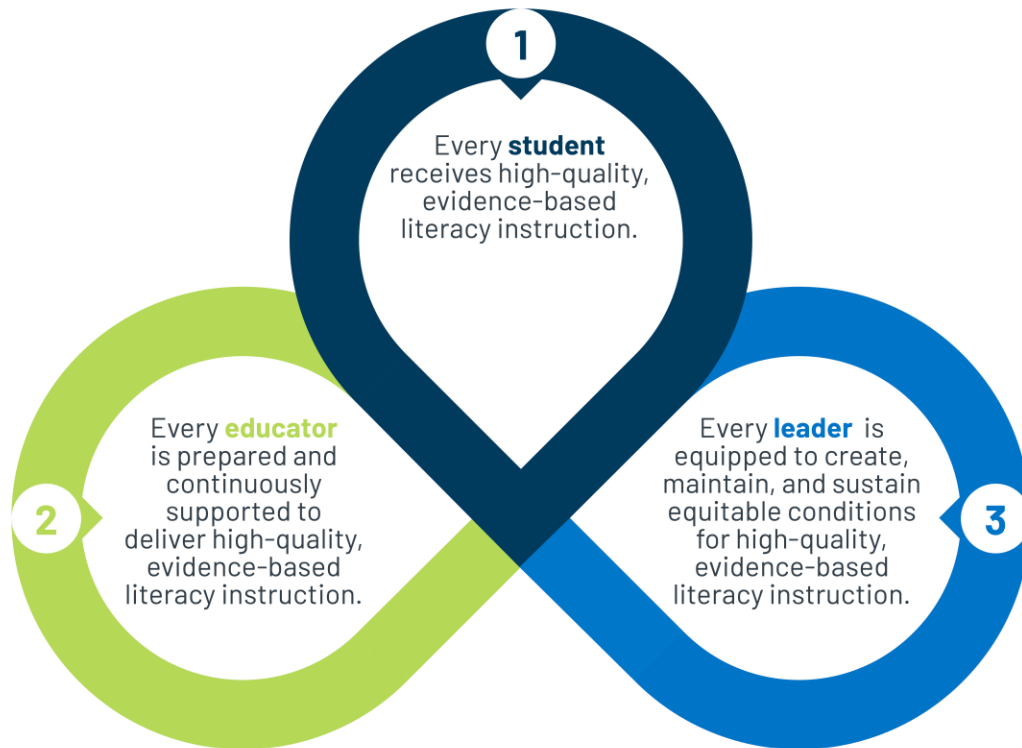 1
Every student
receives high-quality,
evidence-based
literacy instruction.
2
Every educator
is prepared and
continuously
supported to
deliver high-quality,
evidence-based
literacy instruction.
3
Every leader is
equipped to create,
maintain, and sustain
equitable conditions
for high-quality,
evidence-based
literacy instruction.